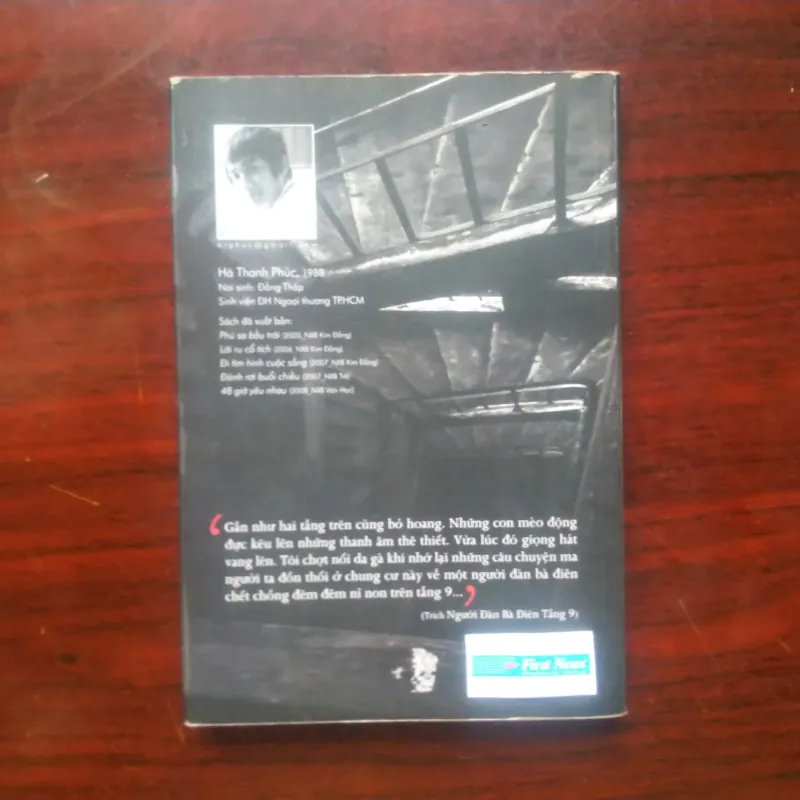 hrphuc@gmail.com
Hà Thanh Phúc, 1988
Nơi sinh: Đồng Tháp
Sinh viên ĐH Ngoại thương TP.HCM
Sách đã xuất bản:
Phù sa bầu trời (2005_NXB Kim Đồng)
Lời ru cổ tích (2006_NXB Kim Đồng)
Đi tìm hình cuộc sống (2007_NXB Kim Đồng)
Đánh rơi buổi chiều (2007_NXB Trẻ)
48 giờ yêu nhau (2008_NXB Văn Học)
‘Gần như hai tầng trên cùng bỏ hoang. Những con mèo động
đực kêu lên những thanh âm thê thiết. Vừa lúc đó giọng hát
vang lên. Tôi chợt nổi da gà khi nhớ lại những câu chuyện ma
người ta đồn thổi ở chung cư này về một người đàn bà điên
chết chồng đêm đêm nỉ non trên tầng 9...’
(Trích Người Đàn Bà Điên Tầng 9)
First News